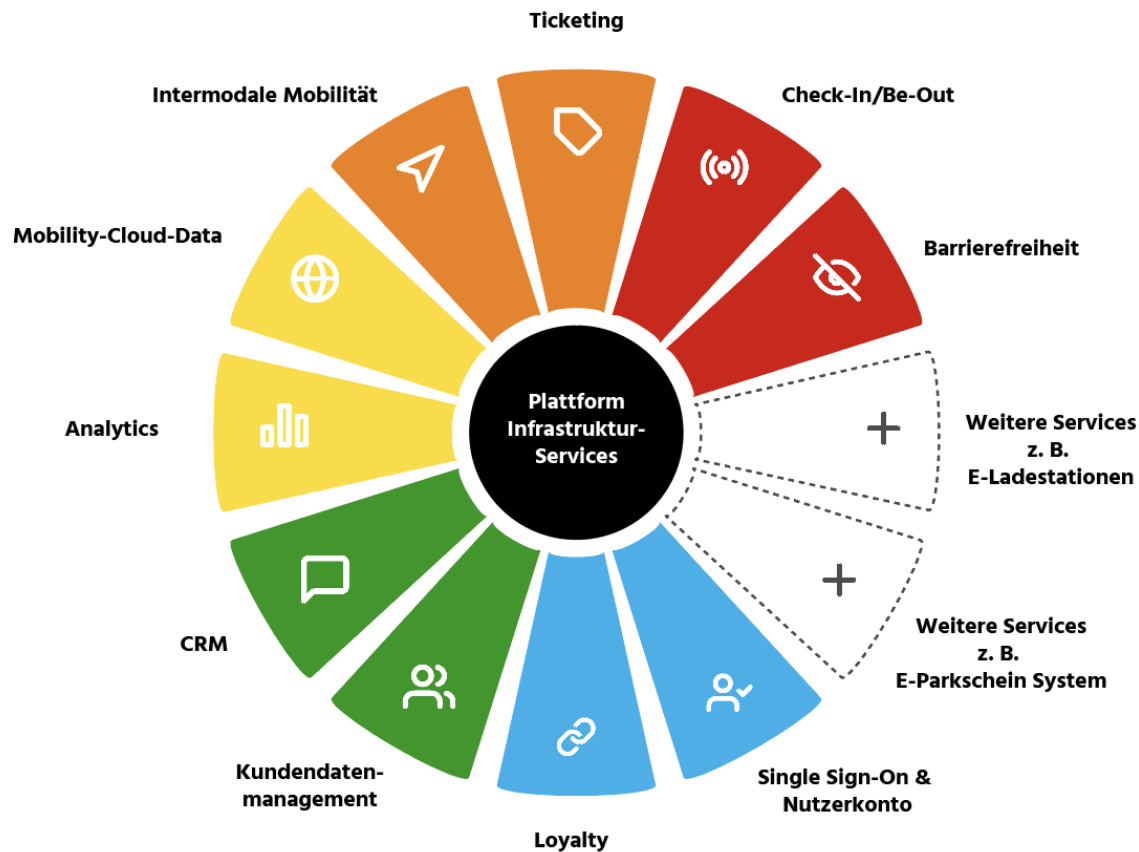 Ticketing
Intermodale Mobilität
Check-In/Be-Out
Mobility-Cloud-Data
Barrierefreiheit
Plattform
Infrastruktur-
Services
Analytics
Weitere Services
z. B.
E-Ladestationen
CRM
Weitere Services
z. B.
E-Parkschein System
Kundendaten-
management
Single Sign-On &
Nutzerkonto
Loyalty